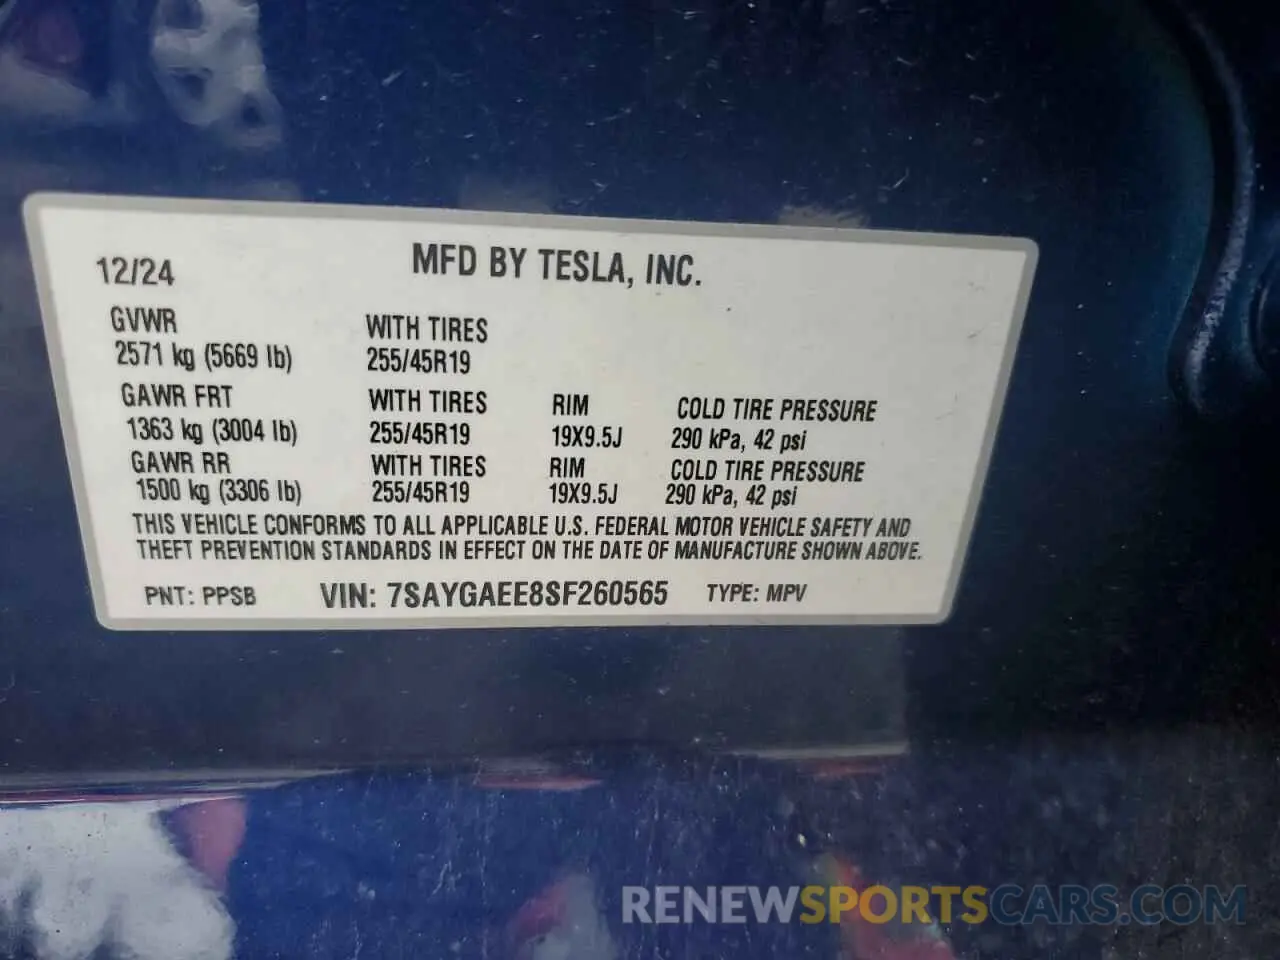 12/24 MFD BY TESLA, INC.
GVWR WITH TIRES
2571 kg (5669 lb) 255/45R19
GAWR FRT WITH TIRES RIM COLD TIRE PRESSURE
1363 kg (3004 lb) 255/45R19 19X9.5J 290 kPa, 42 psi
GAWR RR WITH TIRES RIM COLD TIRE PRESSURE
1500 kg (3306 lb) 255/45R19 19X9.5J 290 kPa, 42 psi
THIS VEHICLE CONFORMS TO ALL APPLICABLE U.S. FEDERAL MOTOR VEHICLE SAFETY AND
THEFT PREVENTION STANDARDS IN EFFECT ON THE DATE OF MANUFACTURE SHOWN ABOVE.
PNT: PPSB VIN: 7SAYGAEE8SF260565 TYPE: MPV
RENEWSPORTSCARS.COM